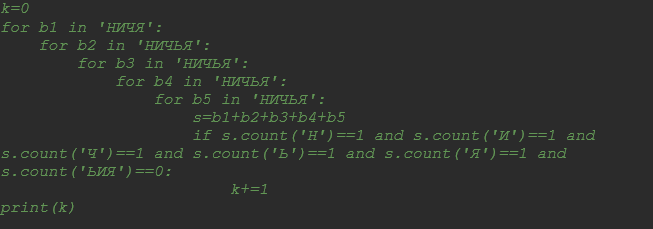 k=0
for b1 in 'НИЧЯ':
    for b2 in 'НИЧЬЯ':
        for b3 in 'НИЧЬЯ':
            for b4 in 'НИЧЬЯ':
                for b5 in 'НИЧЬЯ':
                    s=b1+b2+b3+b4+b5
                    if s.count('Н')==1 and s.count('И')==1 and
s.count('Ч')==1 and s.count('Ь')==1 and s.count('Я')==1 and
s.count('ЬИЯ')==0:
                        k+=1
print(k)